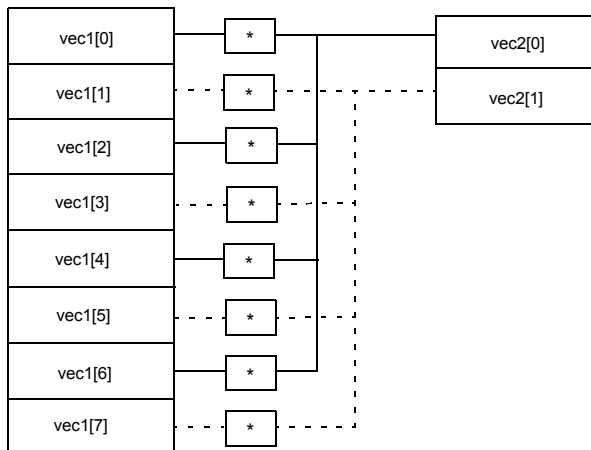 vec1[0] * vec2[0]
vec1[1] * vec2[1]
vec1[2] *
vec1[3] *
vec1[4] *
vec1[5] *
vec1[6] *
vec1[7] *